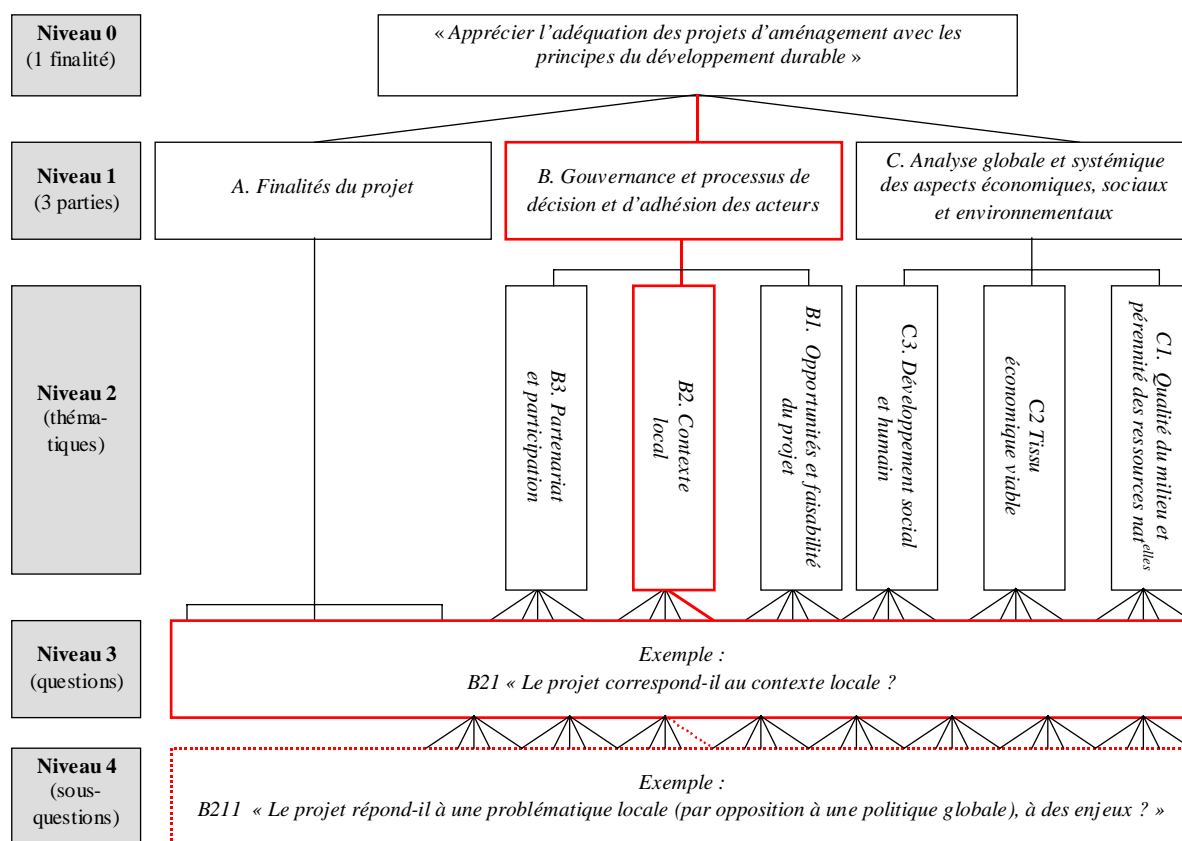 Niveau 0
(1 finalité)
« Apprécier l'adéquation des projets d'aménagement avec les
principes du développement durable »
Niveau 1
(3 parties)
A. Finalités du projet
B. Gouvernance et processus de
décision et d'adhésion des acteurs
C. Analyse globale et systémique
des aspects économiques, sociaux
et environnementaux
Niveau 2
(théma-
tiques)
B3. Partenariat
et participation
B2. Contexte
local
B1. Opportunités et faisabilité
du projet
C3. Développement social
et humain
C2 Tissu
économique viable
C1. Qualité du milieu et
pérennité des ressources nat^elles
Niveau 3
(questions)
Exemple :
B21 « Le projet correspond-il au contexte locale ?
Niveau 4
(sous-
questions)
Exemple :
B211 « Le projet répond-il à une problématique locale (par opposition à une politique globale), à des enjeux ? »